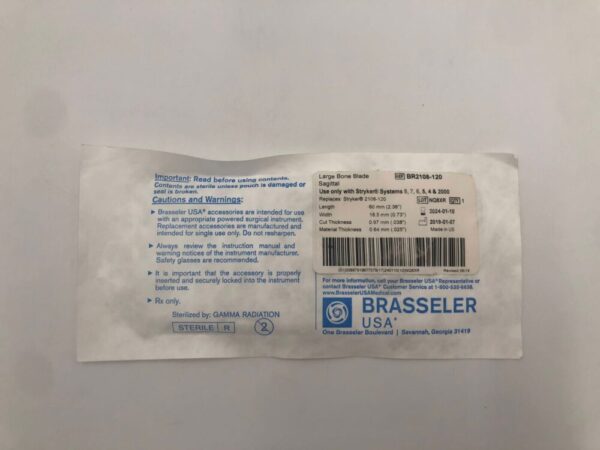 Important: Read before using contents.
Contents are sterile unless pouch is damaged or
seal is broken.
Cautions and Warnings:
▸ Brasseler USA® accessories are intended for use
with an appropriate powered surgical instrument.
Replacement accessories are manufactured and
intended for single use only. Do not resharpen.
▸ Always review the instruction manual and
warning notices of the instrument manufacturer.
Safety glasses are recommended.
▸ It is important that the accessory is properly
inserted and securely locked into the instrument
before use.
▸ Rx only.
Sterilized by: GAMMA RADIATION
STERILE R 2
Large Bone Blade REF BR2108-120
Sagittal
Use only with Stryker® Systems 8, 7, 6, 5, 4 & 2000
Replaces: Stryker® 2108-120 LOT NQ8XR QTY 1
Length 60 mm (2.36")
Width 18.5 mm (0.73") 2024-01-10
Cut Thickness 0.97 mm (.038") 2019-01-07
Material Thickness 0.64 mm (.025") Made in US
For more information, call your Brasseler USA® Representative or
contact Brasseler USA® Customer Service at 1-800-535-6638.
www.BrasselerUSAMedical.com
BRASSELER
USA®
One Brasseler Boulevard | Savannah, Georgia 31419